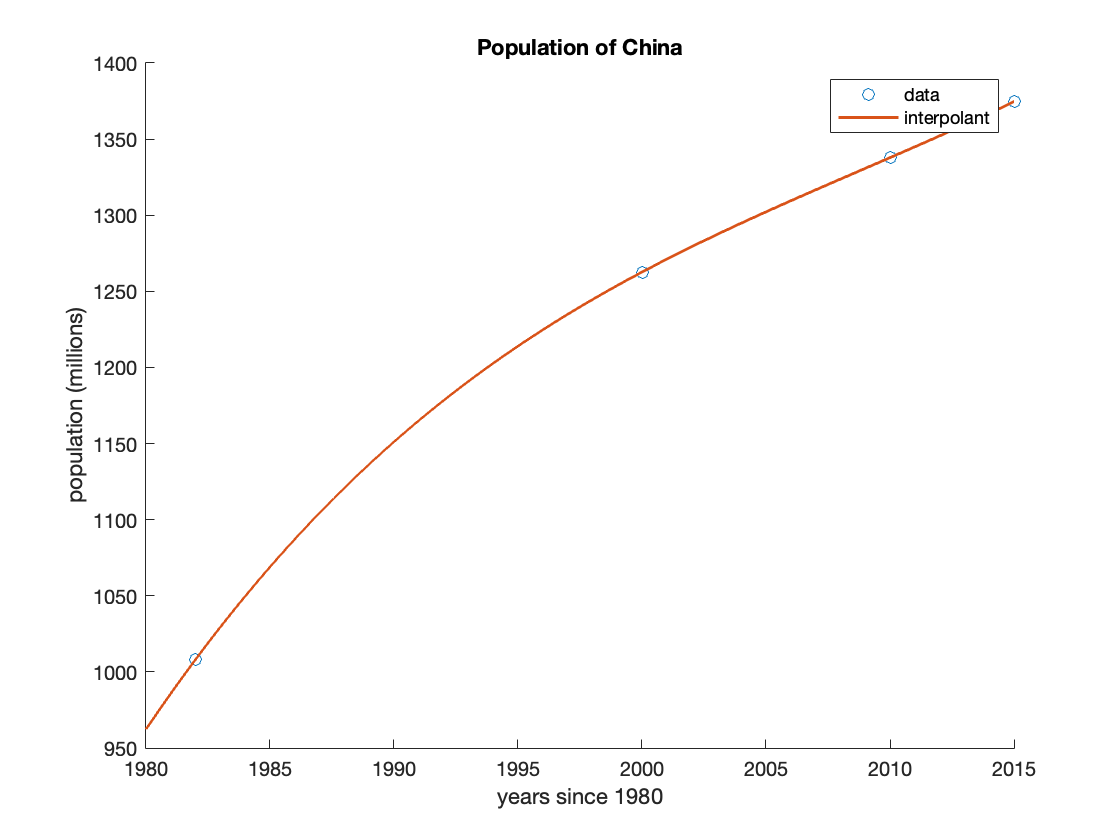 Population of China
data
interpolant
1400
1350
1300
1250
1200
1150
1100
1050
1000
950
population (millions)
1980 1985 1990 1995 2000 2005 2010 2015
years since 1980